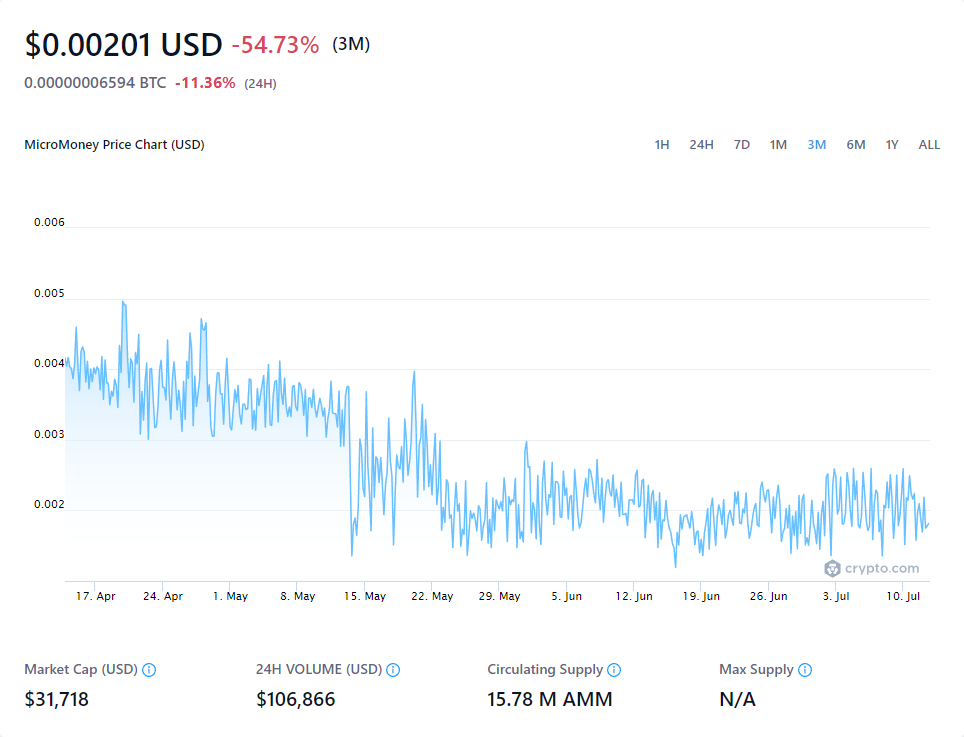 $0.00201 USD -54.73% (3M)
0.00000006594 BTC -11.36% (24H)
MicroMoney Price Chart (USD) 1H 24H 7D 1M 3M 6M 1Y ALL
0.006
0.005
0.004
0.003
0.002
crypto.com
17. Apr 24. Apr 1. May 8. May 15. May 22. May 29. May 5. Jun 12. Jun 19. Jun 26. Jun 3. Jul 10. Jul
Market Cap (USD) 24H VOLUME (USD) Circulating Supply Max Supply
$31,718 $106,866 15.78 M AMM N/A